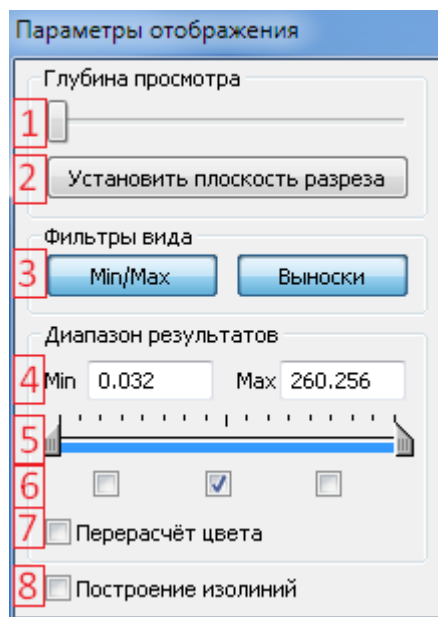 Параметры отображения
Глубина просмотра
1
2 Установить плоскость разреза
Фильтры вида
3 Min/Max Выноски
Диапазон результатов
4 Min 0.032 Max 260.256
5
6
7 Перерасчёт цвета
8 Построение изолиний